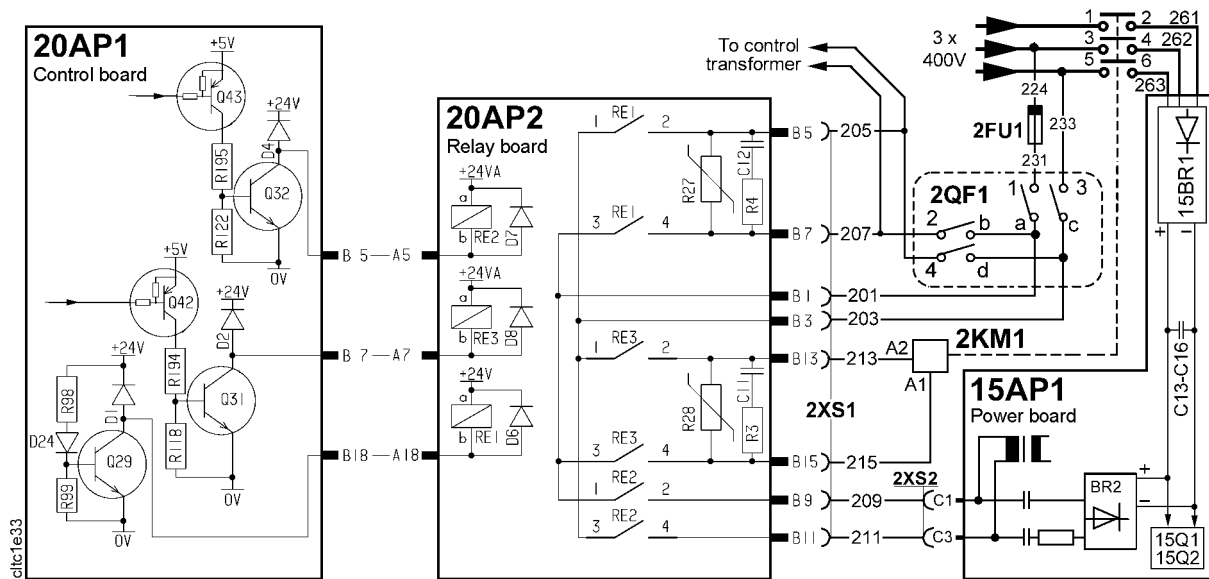 20AP1
Control board
+5V
Q43
+24V
D4
R195
Q32
R122
0V
+5V
Q42
+24V
D2
R194
Q31
R118
0V
+24V
R98
D1
D24
Q29
R99
0V
B 5 A5
B 7 A7
B18 A18
20AP2
Relay board
+24VA
a
b RE2
D7
+24VA
a
b RE3
D8
+24V
a
b RE1
D6
1 RE1 2
3 RE1 4
R27
C12
R4
1 RE3 2
3 RE3 4
R28
C11
R3
1 RE2 2
3 RE2 4
B5 205
B7 207
B1 201
B3 203
B13 213
B15 215
B9 209
B11 211
2XS1
2XS2
C1
C3
To control
transformer
3 x
400V
1 2 261
3 4 262
5 6
263
224
2FU1
233
231
2QF1
1 3
a c
2 b
4 d
2KM1
A2
A1
15BR1
+ –
C13-C16
15AP1
Power board
BR2
+
–
15Q1
15Q2
cltc1e33